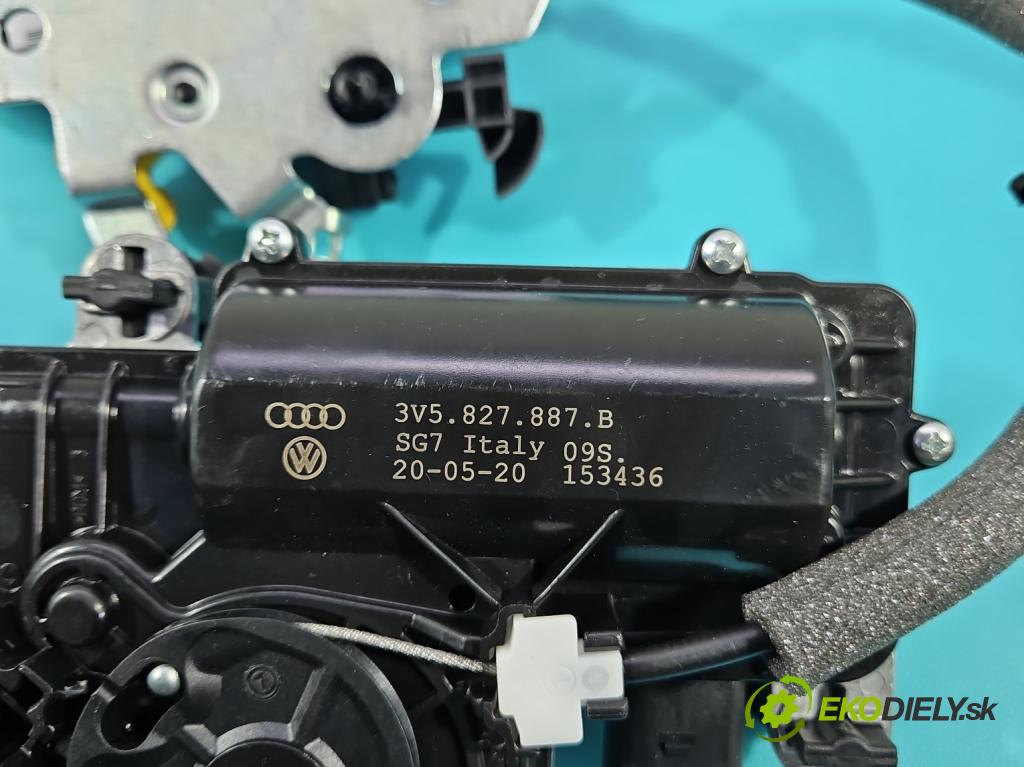 3V5.827.887.B
SG7 Italy 09S.
20-05-20 153436
EKODIELY.sk